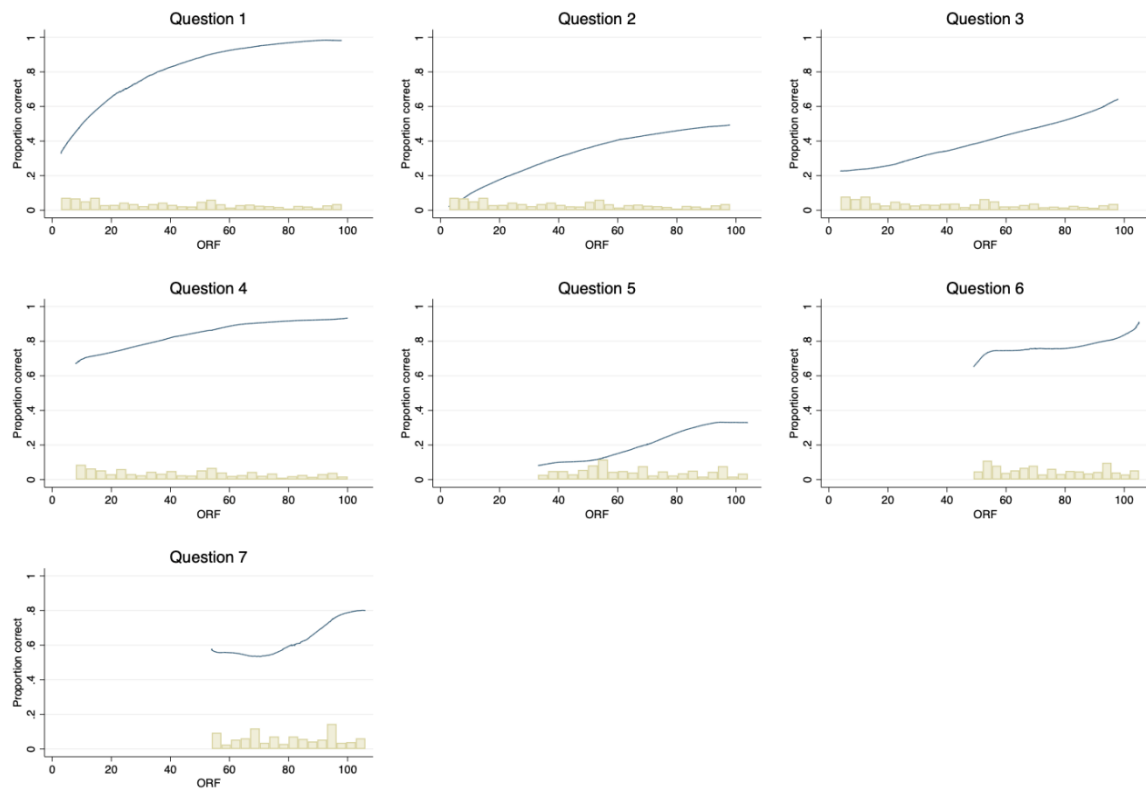 Question 1
Proportion correct
0 .2 .4 .6 .8 1
0 20 40 60 80 100
ORF
Question 2
Proportion correct
0 .2 .4 .6 .8 1
0 20 40 60 80 100
ORF
Question 3
Proportion correct
0 .2 .4 .6 .8 1
0 20 40 60 80 100
ORF
Question 4
Proportion correct
0 .2 .4 .6 .8 1
0 20 40 60 80 100
ORF
Question 5
Proportion correct
0 .2 .4 .6 .8 1
0 20 40 60 80 100
ORF
Question 6
Proportion correct
0 .2 .4 .6 .8 1
0 20 40 60 80 100
ORF
Question 7
Proportion correct
0 .2 .4 .6 .8 1
0 20 40 60 80 100
ORF